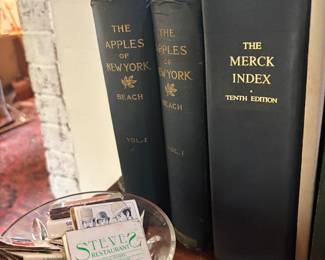 THE
APPLES
OF
NEW YORK
BEACH
VOL. I
THE
APPLES
OF
NEW YORK
BEACH
VOL. I
THE
MERCK
INDEX
TENTH EDITION
STEVE'S
RESTAURANT